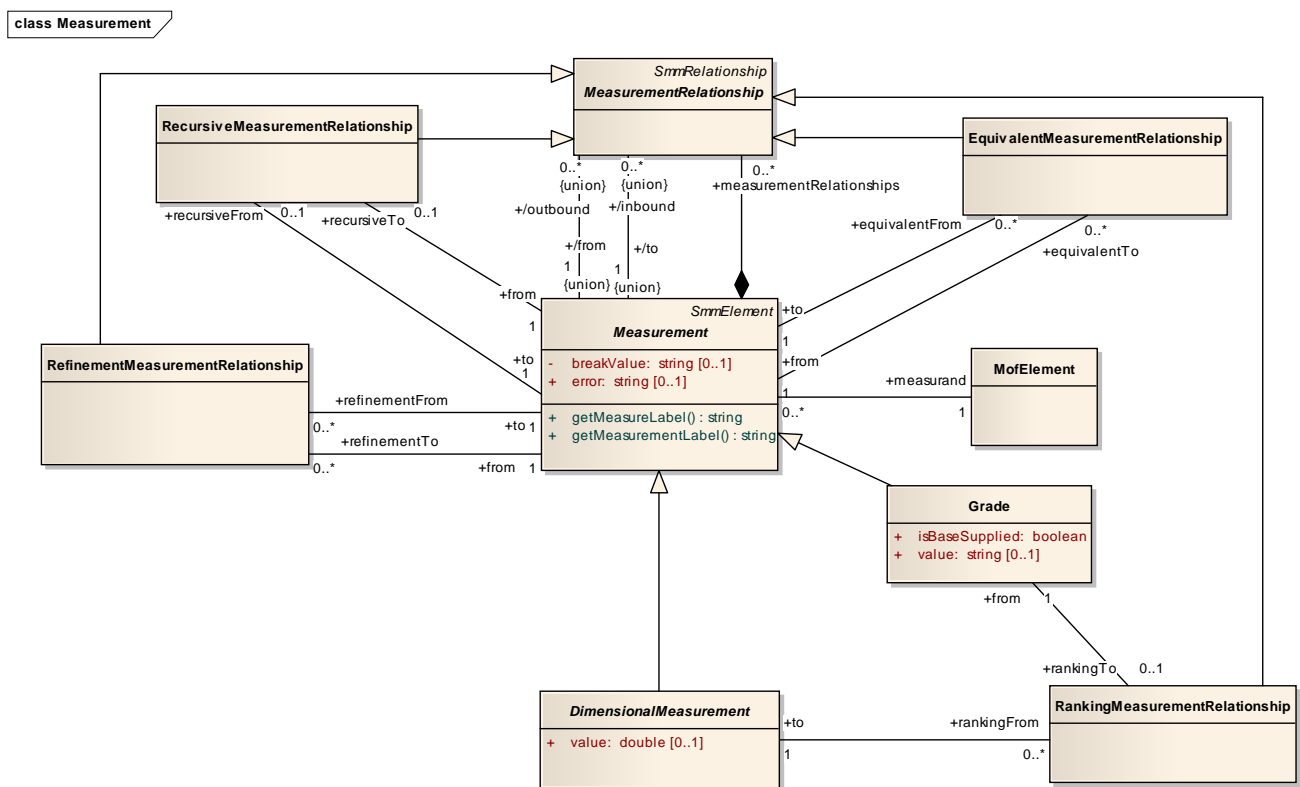 class Measurement
SmmRelationship
MeasurementRelationship
RecursiveMeasurementRelationship
EquivalentMeasurementRelationship
0..*
{union}
+/outbound
0..*
{union}
+/inbound
0..*
+measurementRelationships
+recursiveFrom
0..1
+recursiveTo
0..1
+equivalentFrom
0..*
0..*
+equivalentTo
+/from
1
{union}
+/to
1
{union}
+from
1
+to
1
SmmElement
Measurement
- breakValue: string [0..1]
+ error: string [0..1]
+ getMeasureLabel() : string
+ getMeasurementLabel() : string
+to
1
+from
1
RefinementMeasurementRelationship
+refinementFrom
0..*
+to
1
+refinementTo
0..*
+from
1
+measurand
0..*
1
MofElement
Grade
+ isBaseSupplied: boolean
+ value: string [0..1]
+from
1
+rankingTo
0..1
DimensionalMeasurement
+ value: double [0..1]
+to
1
+rankingFrom
0..*
RankingMeasurementRelationship